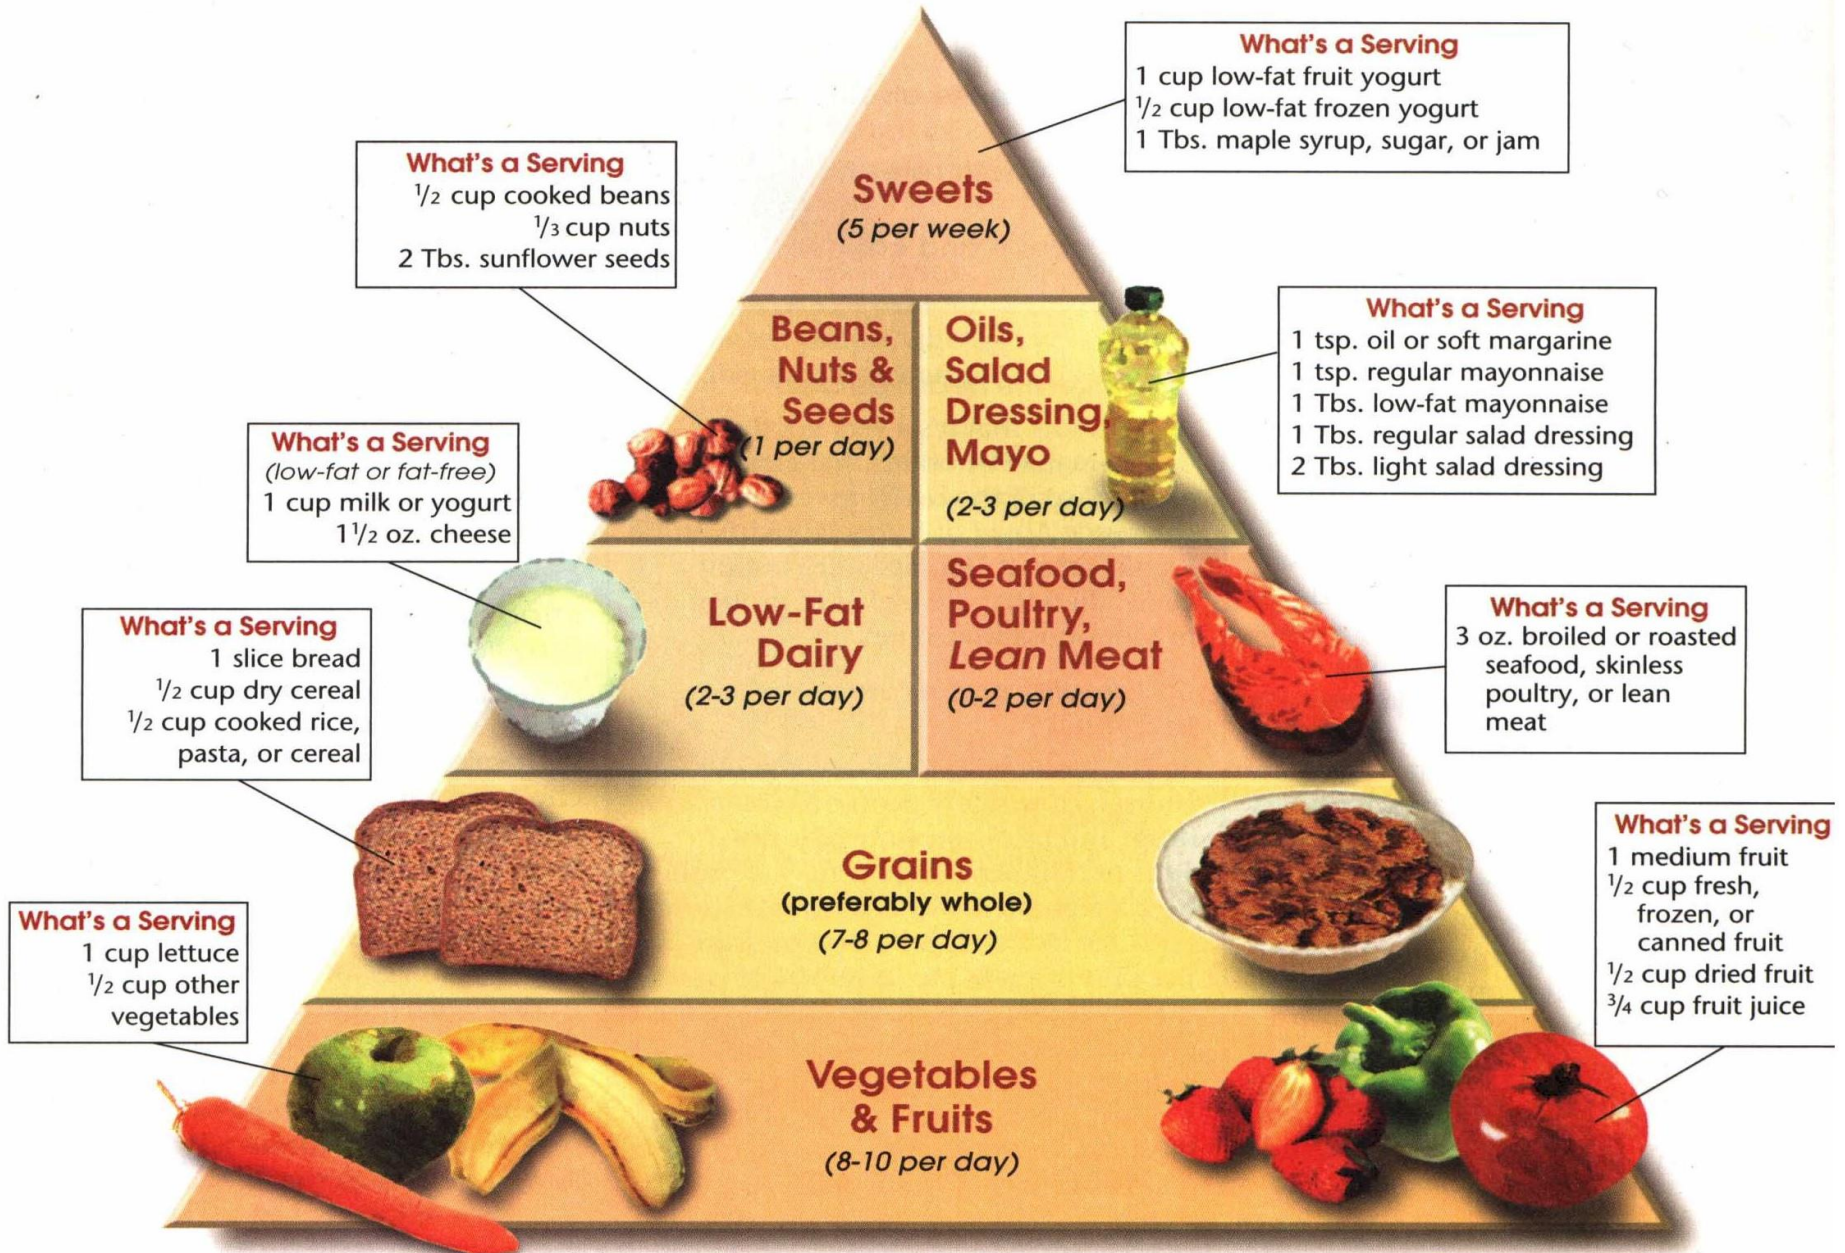 What's a Serving
1 cup low-fat fruit yogurt
1/2 cup low-fat frozen yogurt
1 Tbs. maple syrup, sugar, or jam
Sweets
(5 per week)
What's a Serving
1/2 cup cooked beans
1/3 cup nuts
2 Tbs. sunflower seeds
Beans,
Nuts &
Seeds
(1 per day)
Oils,
Salad
Dressing,
Mayo
(2-3 per day)
What's a Serving
1 tsp. oil or soft margarine
1 tsp. regular mayonnaise
1 Tbs. low-fat mayonnaise
1 Tbs. regular salad dressing
2 Tbs. light salad dressing
What's a Serving
(low-fat or fat-free)
1 cup milk or yogurt
1 1/2 oz. cheese
Low-Fat
Dairy
(2-3 per day)
Seafood,
Poultry,
Lean Meat
(0-2 per day)
What's a Serving
3 oz. broiled or roasted
seafood, skinless
poultry, or lean
meat
What's a Serving
1 slice bread
1/2 cup dry cereal
1/2 cup cooked rice,
pasta, or cereal
Grains
(preferably whole)
(7-8 per day)
What's a Serving
1 medium fruit
1/2 cup fresh,
frozen, or
canned fruit
1/2 cup dried fruit
3/4 cup fruit juice
What's a Serving
1 cup lettuce
1/2 cup other
vegetables
Vegetables
& Fruits
(8-10 per day)